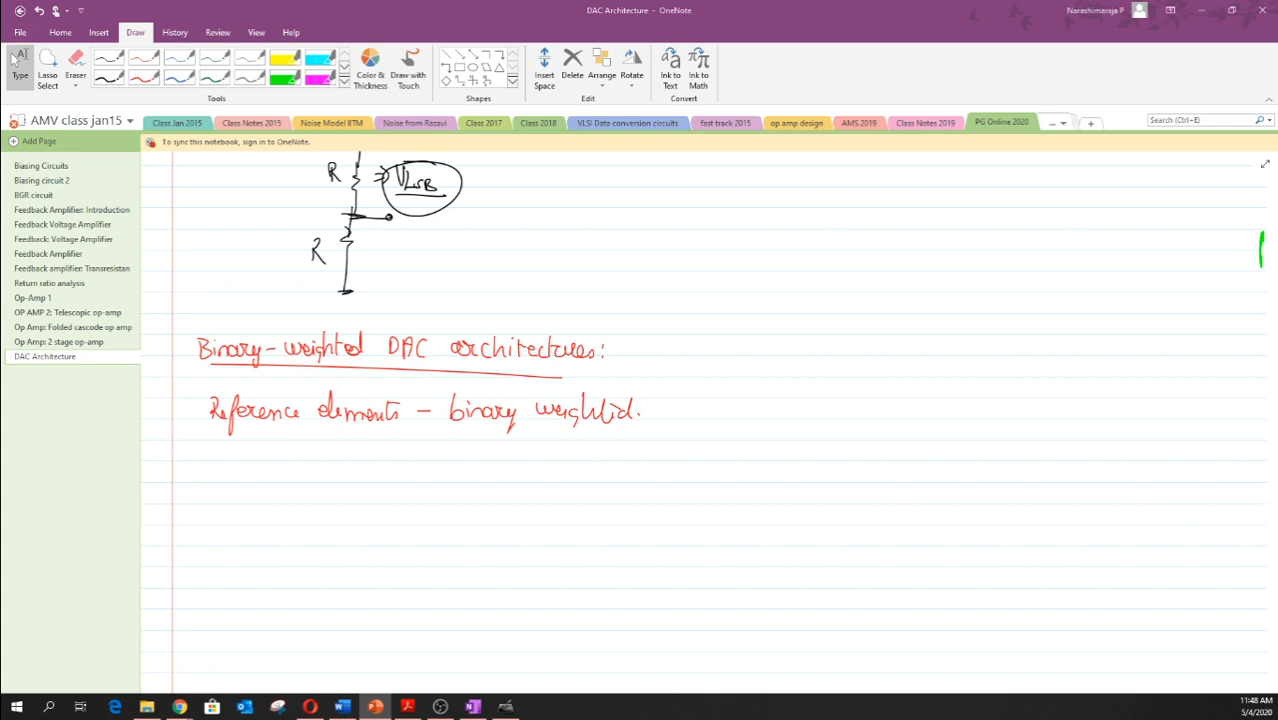 DAC Architecture - OneNote
Narashimaraja P
File Home Insert Draw History Review View Help
Type
Lasso Select
Eraser
Color & Thickness
Draw with Touch
Insert Space
Delete
Arrange
Rotate
Ink to Text
Ink to Math
Tools Shapes Edit Convert
AMV class jan15
Class Jan 2015 Class Notes 2015 Noise Model IITM Noise from Razavi Class 2017 Class 2018 VLSI Data conversion circuits fast track 2015 op amp design AMS 2019 Class Notes 2019 PG Online 2020
Search (Ctrl+E)
Add Page
To sync this notebook, sign in to OneNote.
Biasing Circuits
Biasing circuit 2
BGR circuit
Feedback Amplifier: Introduction
Feedback Voltage Amplifier
Feedback: Voltage Amplifier
Feedback Amplifier
Feedback amplifier: Transresistan
Return ratio analysis
Op-Amp 1
OP AMP 2: Telescopic op-amp
Op Amp: Folded cascode op amp
Op Amp: 2 stage op-amp
DAC Architecture
R
VLSB
R
Binary-weighted DAC architectures:
Reference elements - binary weighted.
11:48 AM
5/4/2020